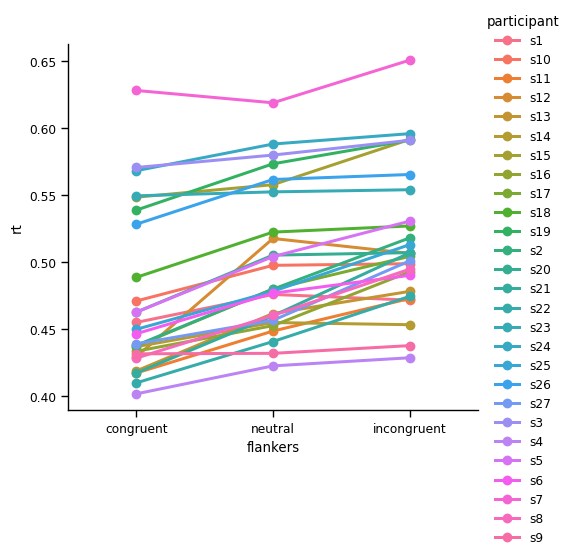 participant
s1
s10
s11
s12
s13
s14
s15
s16
s17
s18
s19
s2
s20
s21
s22
s23
s24
s25
s26
s27
s3
s4
s5
s6
s7
s8
s9
rt
0.65
0.60
0.55
0.50
0.45
0.40
congruent neutral incongruent
flankers